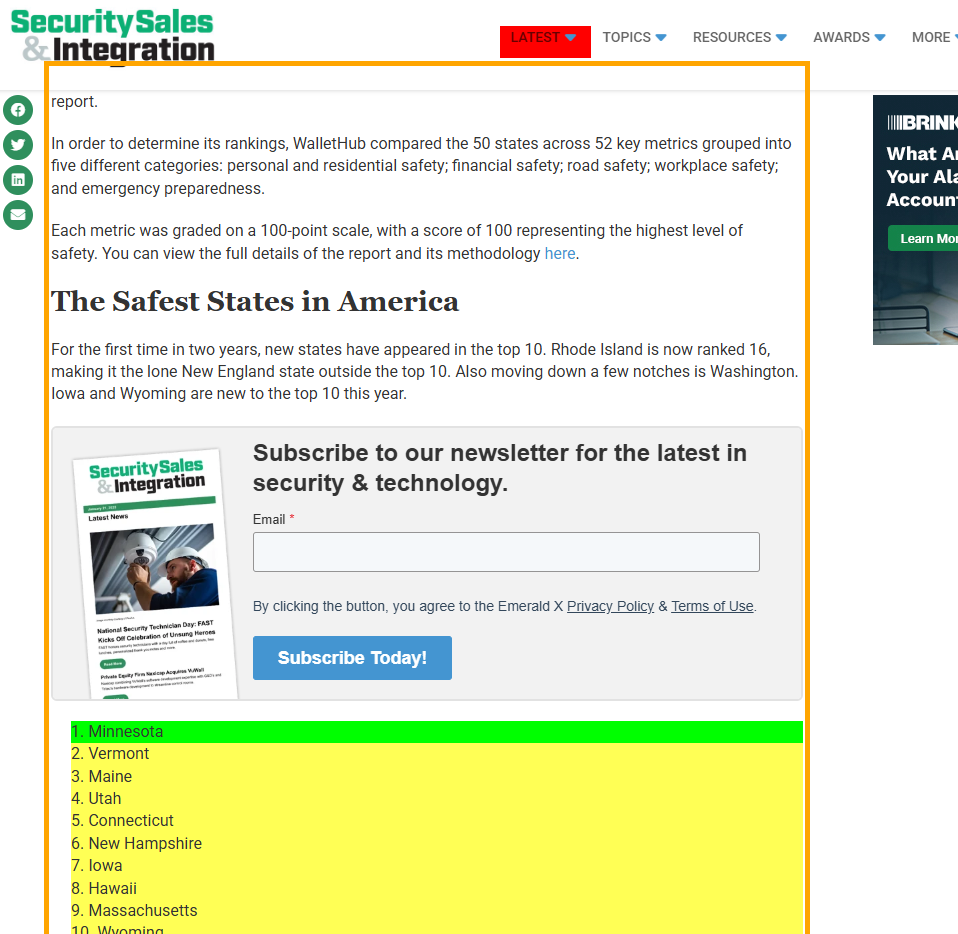 SecuritySales
&Integration
LATEST TOPICS RESOURCES AWARDS MORE
report.
In order to determine its rankings, WalletHub compared the 50 states across 52 key metrics grouped into
five different categories: personal and residential safety; financial safety; road safety; workplace safety;
and emergency preparedness.
Each metric was graded on a 100-point scale, with a score of 100 representing the highest level of
safety. You can view the full details of the report and its methodology here.
The Safest States in America
For the first time in two years, new states have appeared in the top 10. Rhode Island is now ranked 16,
making it the lone New England state outside the top 10. Also moving down a few notches is Washington.
Iowa and Wyoming are new to the top 10 this year.
SecuritySales
&Integration
Latest News
National Security Technician Day: FAST
Kicks Off Celebration of Unsung Heroes
Read More
Private Equity Firm Nexicap Acquires VuWall
Subscribe to our newsletter for the latest in
security & technology.
Email *
By clicking the button, you agree to the Emerald X Privacy Policy & Terms of Use.
Subscribe Today!
1. Minnesota
2. Vermont
3. Maine
4. Utah
5. Connecticut
6. New Hampshire
7. Iowa
8. Hawaii
9. Massachusetts
10. Wyoming
BRINK
What A
Your Ala
Accoun
Learn Mor